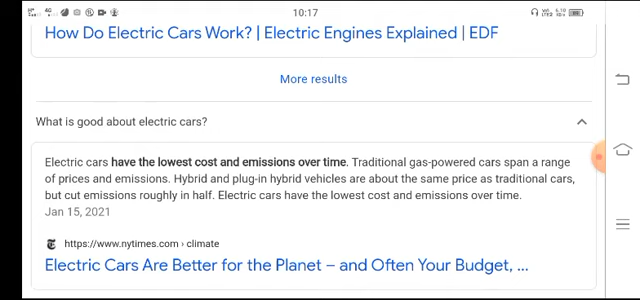 10:17
How Do Electric Cars Work? | Electric Engines Explained | EDF
More results
What is good about electric cars?
Electric cars have the lowest cost and emissions over time. Traditional gas-powered cars span a range
of prices and emissions. Hybrid and plug-in hybrid vehicles are about the same price as traditional cars,
but cut emissions roughly in half. Electric cars have the lowest cost and emissions over time.
Jan 15, 2021
https://www.nytimes.com › climate
Electric Cars Are Better for the Planet – and Often Your Budget, ...